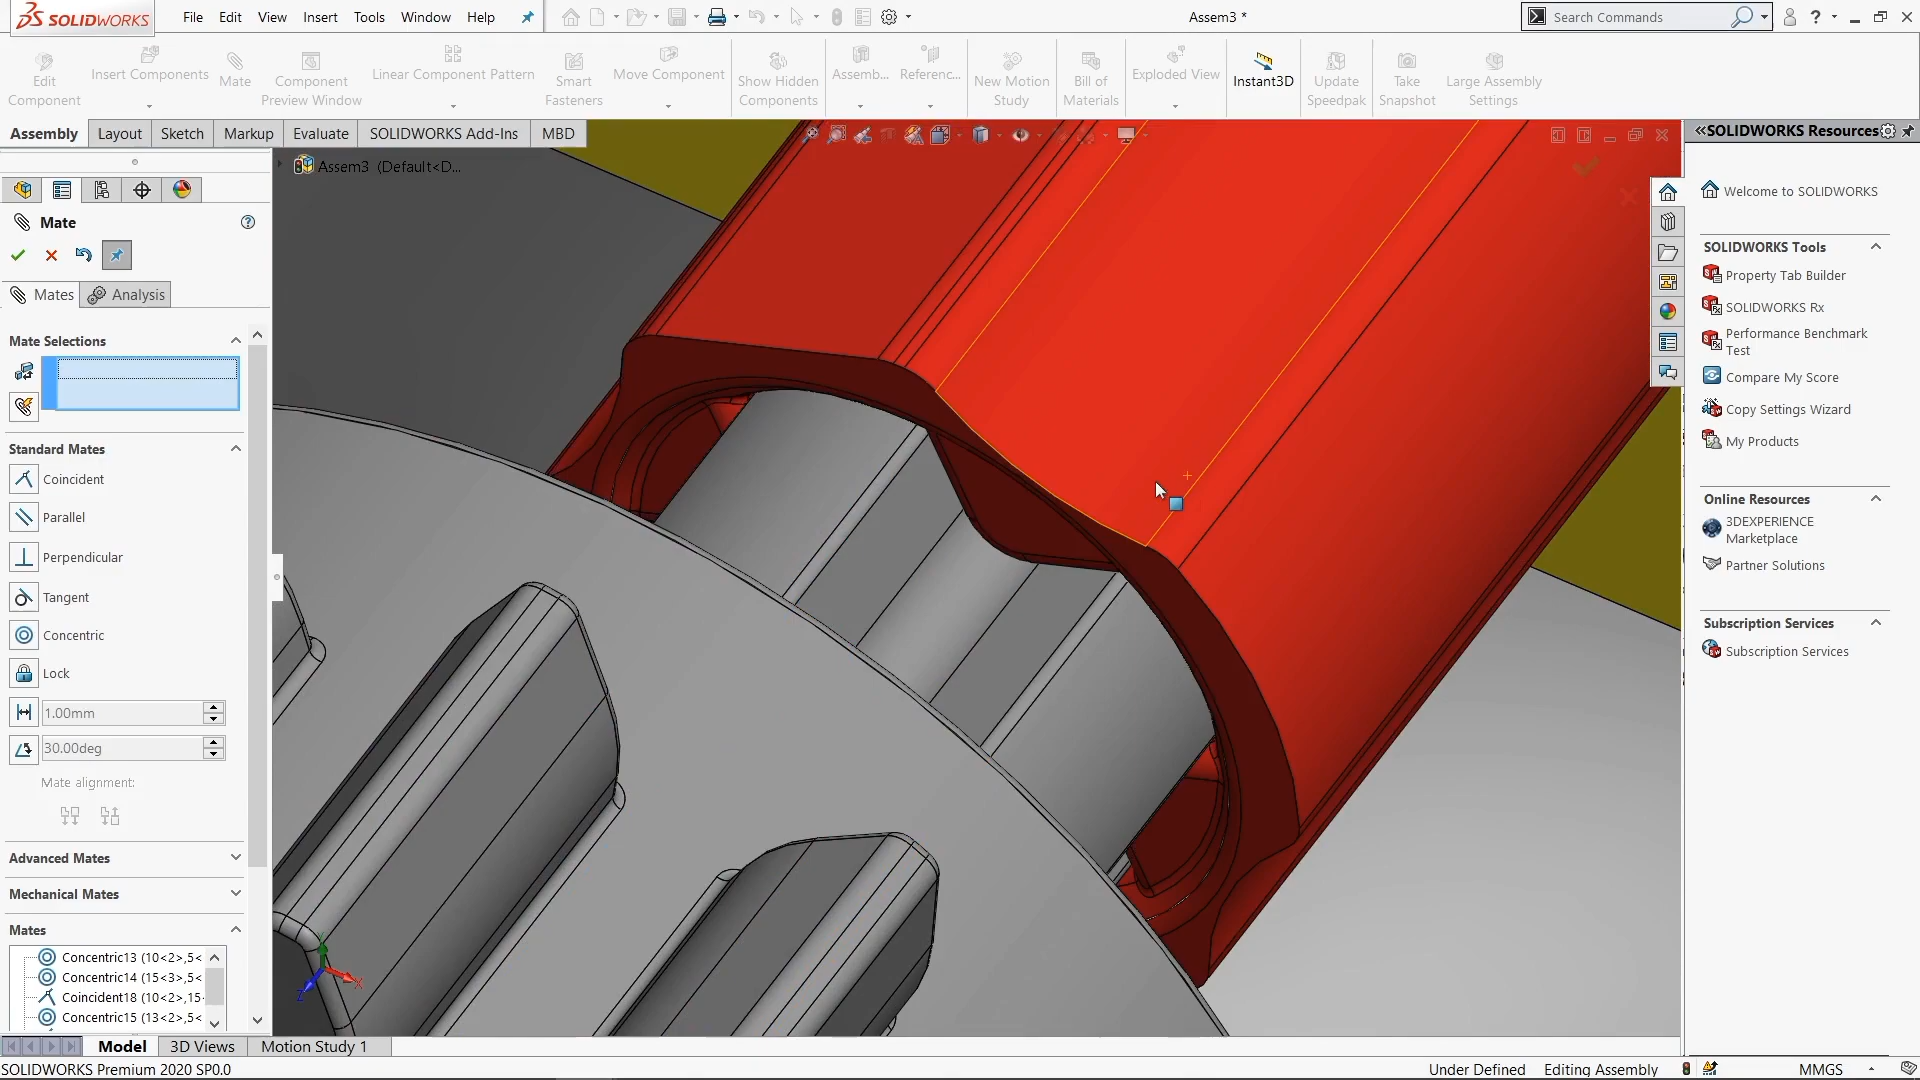 SOLIDWORKS
File Edit View Insert Tools Window Help
Assem3 *
Search Commands
Edit Component
Insert Components
Mate
Component Preview Window
Linear Component Pattern
Smart Fasteners
Move Component
Show Hidden Components
Assemb...
Referenc...
New Motion Study
Bill of Materials
Exploded View
Instant3D
Update Speedpak
Take Snapshot
Large Assembly Settings
Assembly Layout Sketch Markup Evaluate SOLIDWORKS Add-Ins MBD
Assem3 (Default<D...
Mate
Mates Analysis
Mate Selections
Standard Mates
Coincident
Parallel
Perpendicular
Tangent
Concentric
Lock
1.00mm
30.00deg
Mate alignment:
Advanced Mates
Mechanical Mates
Mates
Concentric13 (10<2>,5<
Concentric14 (15<3>,5<
Coincident18 (10<2>,15
Concentric15 (13<2>,5<
SOLIDWORKS Resources
Welcome to SOLIDWORKS
SOLIDWORKS Tools
Property Tab Builder
SOLIDWORKS Rx
Performance Benchmark
Test
Compare My Score
Copy Settings Wizard
My Products
Online Resources
3DEXPERIENCE
Marketplace
Partner Solutions
Subscription Services
Subscription Services
X
Z
Model 3D Views Motion Study 1
SOLIDWORKS Premium 2020 SP0.0
Under Defined Editing Assembly MMGS